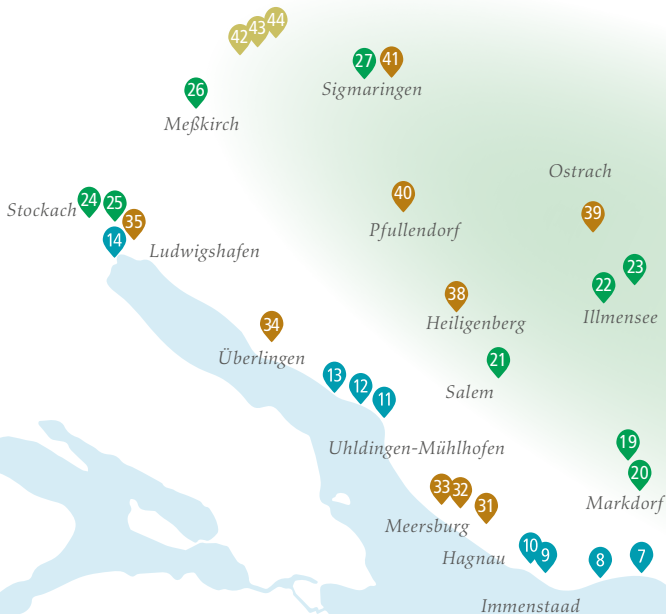 42 43 44
27 41
Sigmaringen
26
Meßkirch
Ostrach
40
24 25
39
Stockach
35
Pfullendorf
14
Ludwigshafen
23
22
38
Illmensee
Heiligenberg
34
Überlingen
21
13 12 11
Salem
19
Uhldingen-Mühlhofen
20
33 32 31
Markdorf
Meersburg
10 9 8 7
Hagnau
Immenstaad